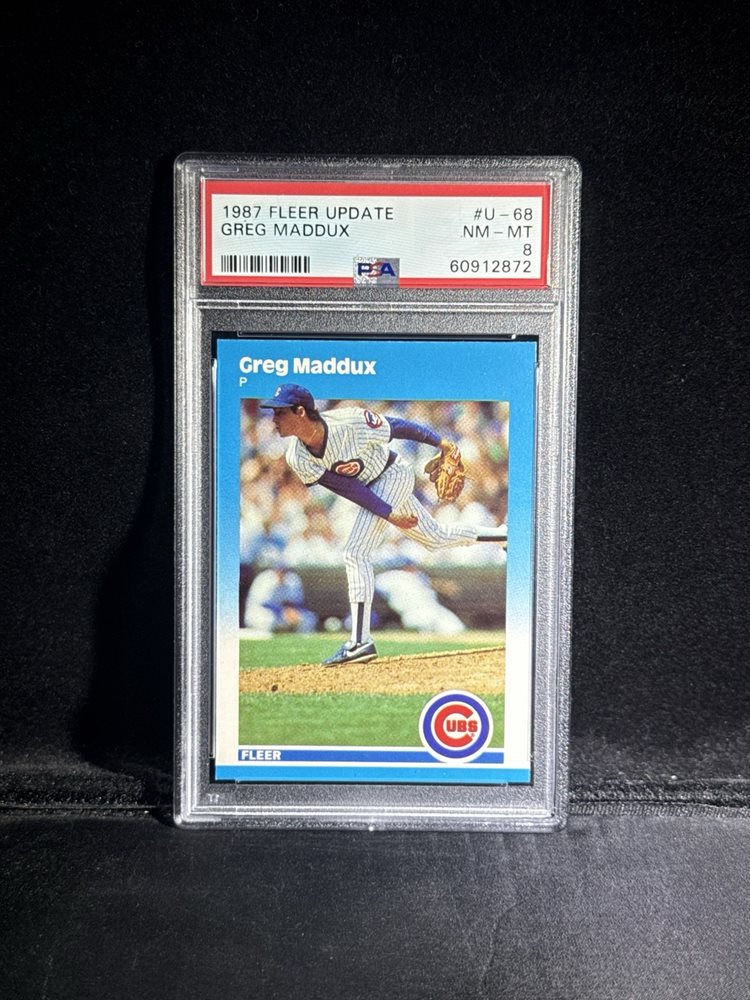 1987 FLEER UPDATE #U-68
GREG MADDUX NM-MT
8
PSA 60912872
Greg Maddux
P
CUBS
FLEER